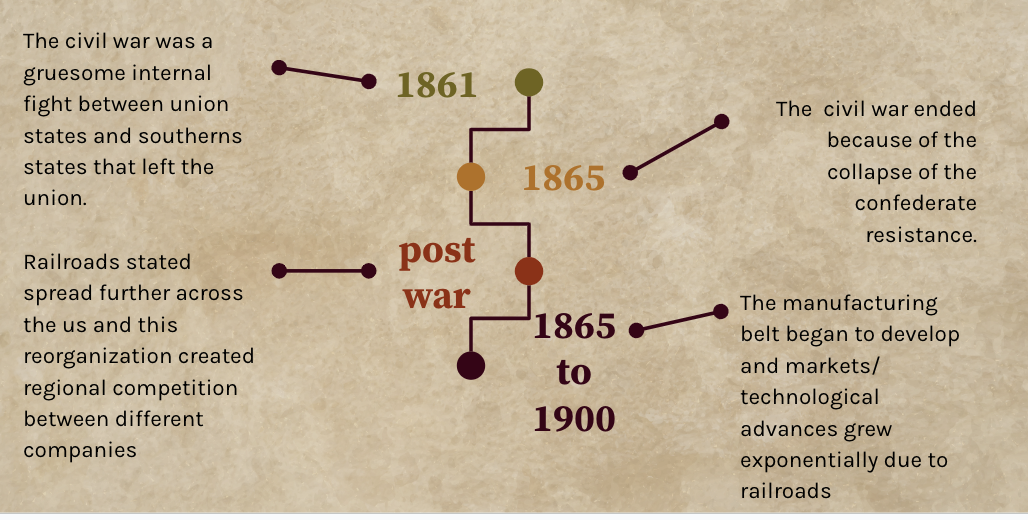 The civil war was a
gruesome internal
fight between union
states and southerns
states that left the
union.
1861
1865
The civil war ended
because of the
collapse of the
confederate
resistance.
Railroads stated
spread further across
the us and this
reorganization created
regional competition
between different
companies
post
war
1865
to
1900
The manufacturing
belt began to develop
and markets/
technological
advances grew
exponentially due to
railroads